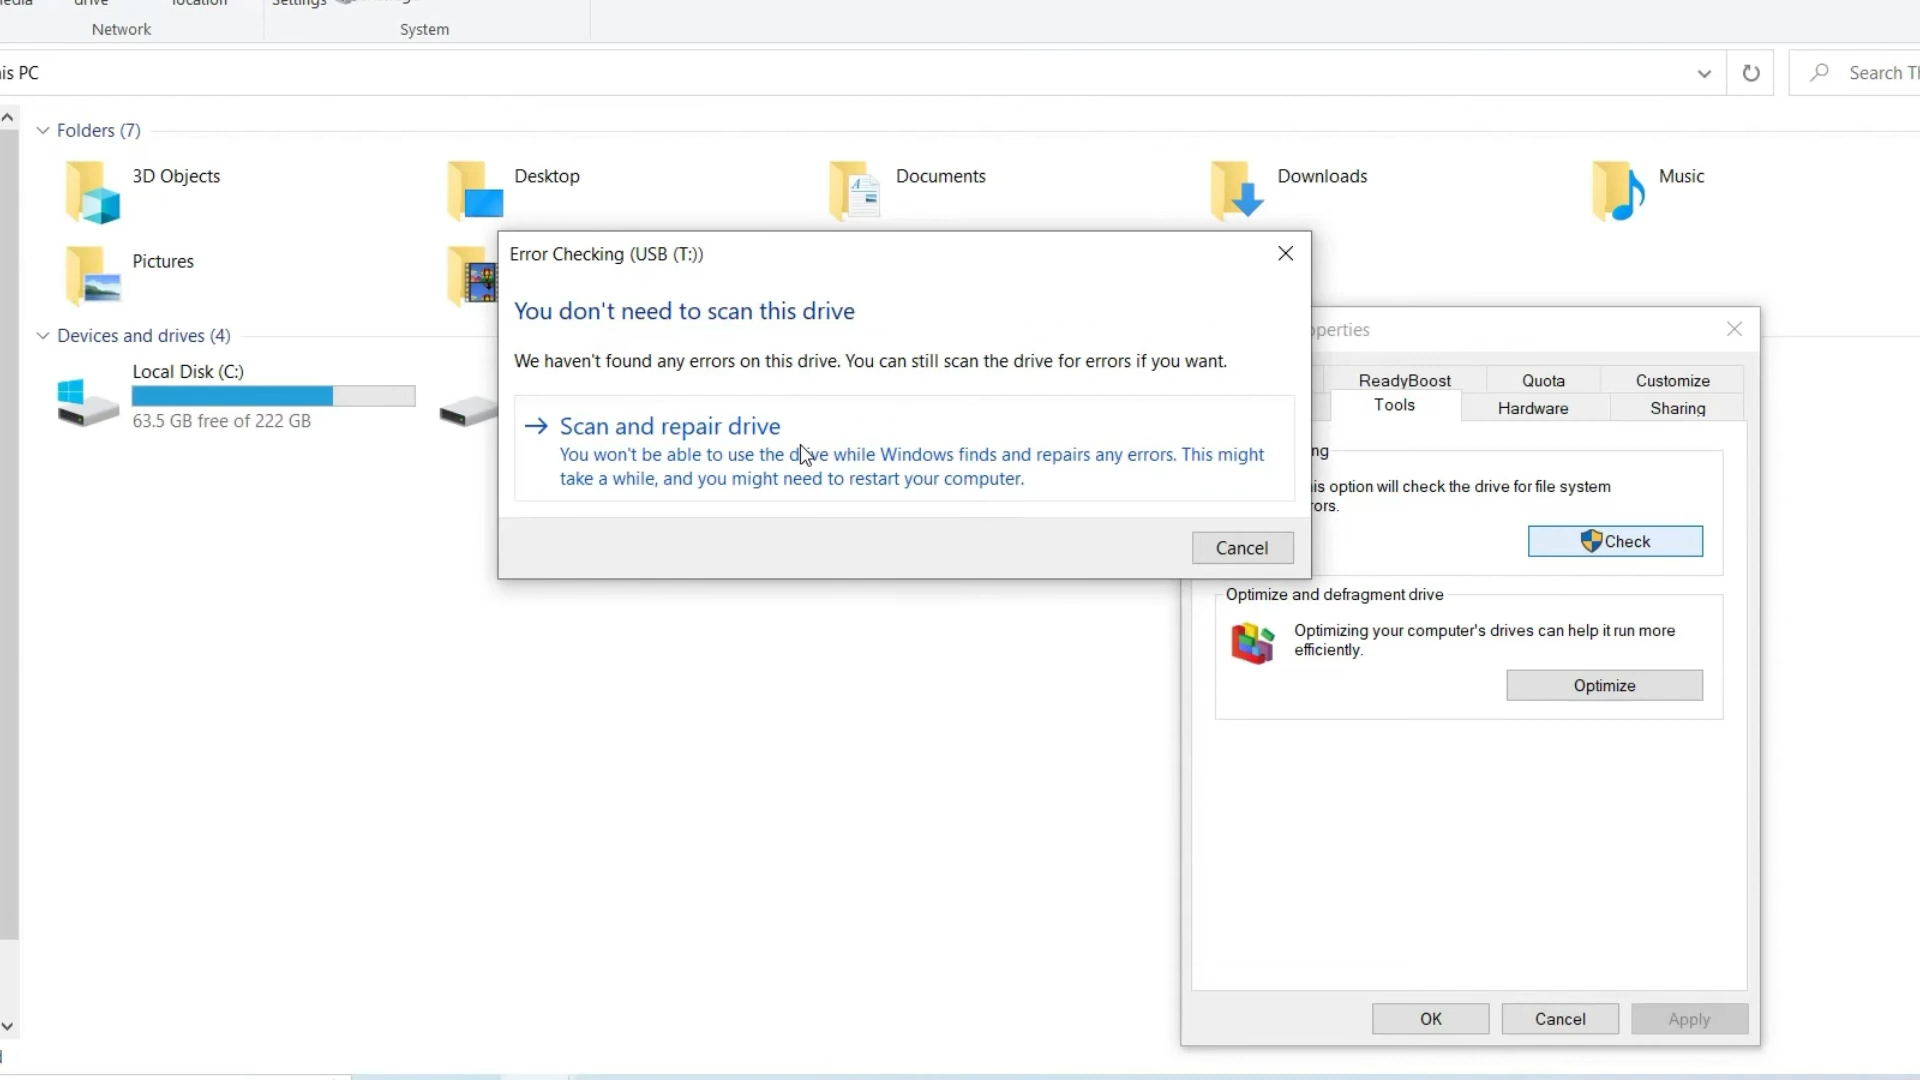 drive
location
Settings
Network
System
is PC
Search Th
Folders (7)
3D Objects
Desktop
Documents
Downloads
Music
Pictures
Devices and drives (4)
Local Disk (C:)
63.5 GB free of 222 GB
Error Checking (USB (T:))
You don't need to scan this drive
We haven't found any errors on this drive. You can still scan the drive for errors if you want.
Scan and repair drive
You won't be able to use the drive while Windows finds and repairs any errors. This might
take a while, and you might need to restart your computer.
Cancel
operties
ReadyBoost
Quota
Customize
Tools
Hardware
Sharing
ng
is option will check the drive for file system
ors.
Check
Optimize and defragment drive
Optimizing your computer's drives can help it run more
efficiently.
Optimize
OK
Cancel
Apply